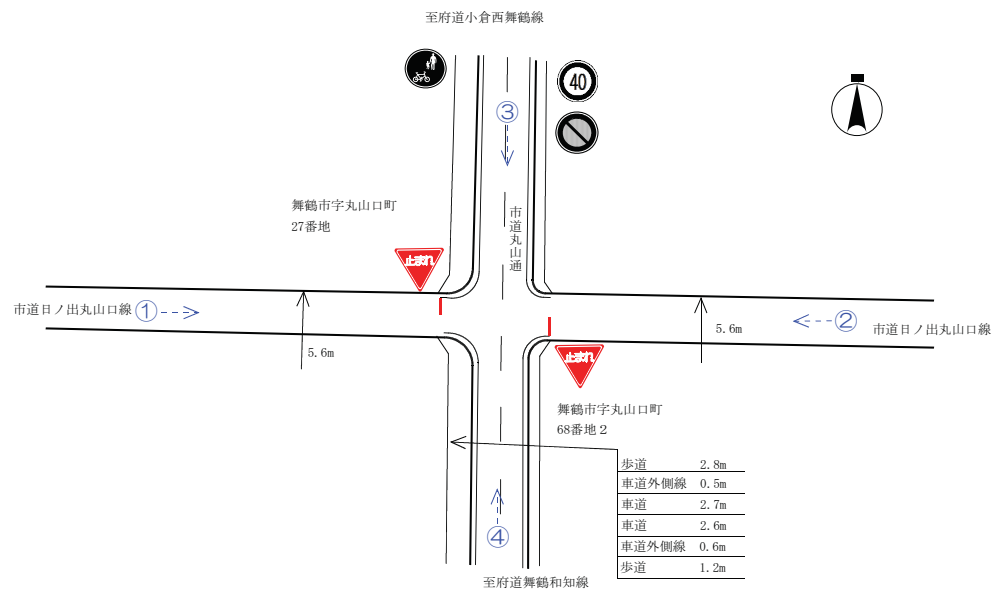 至府道小倉西舞鶴線
40
③
舞鶴市字丸山口町
27番地
市道丸山通
止まれ
市道日ノ出丸山口線
①
②
市道日ノ出丸山口線
5.6m
5.6m
止まれ
舞鶴市字丸山口町
68番地２
歩道 2.8m
車道外側線 0.5m
車道 2.7m
車道 2.6m
車道外側線 0.6m
歩道 1.2m
④
至府道舞鶴和知線